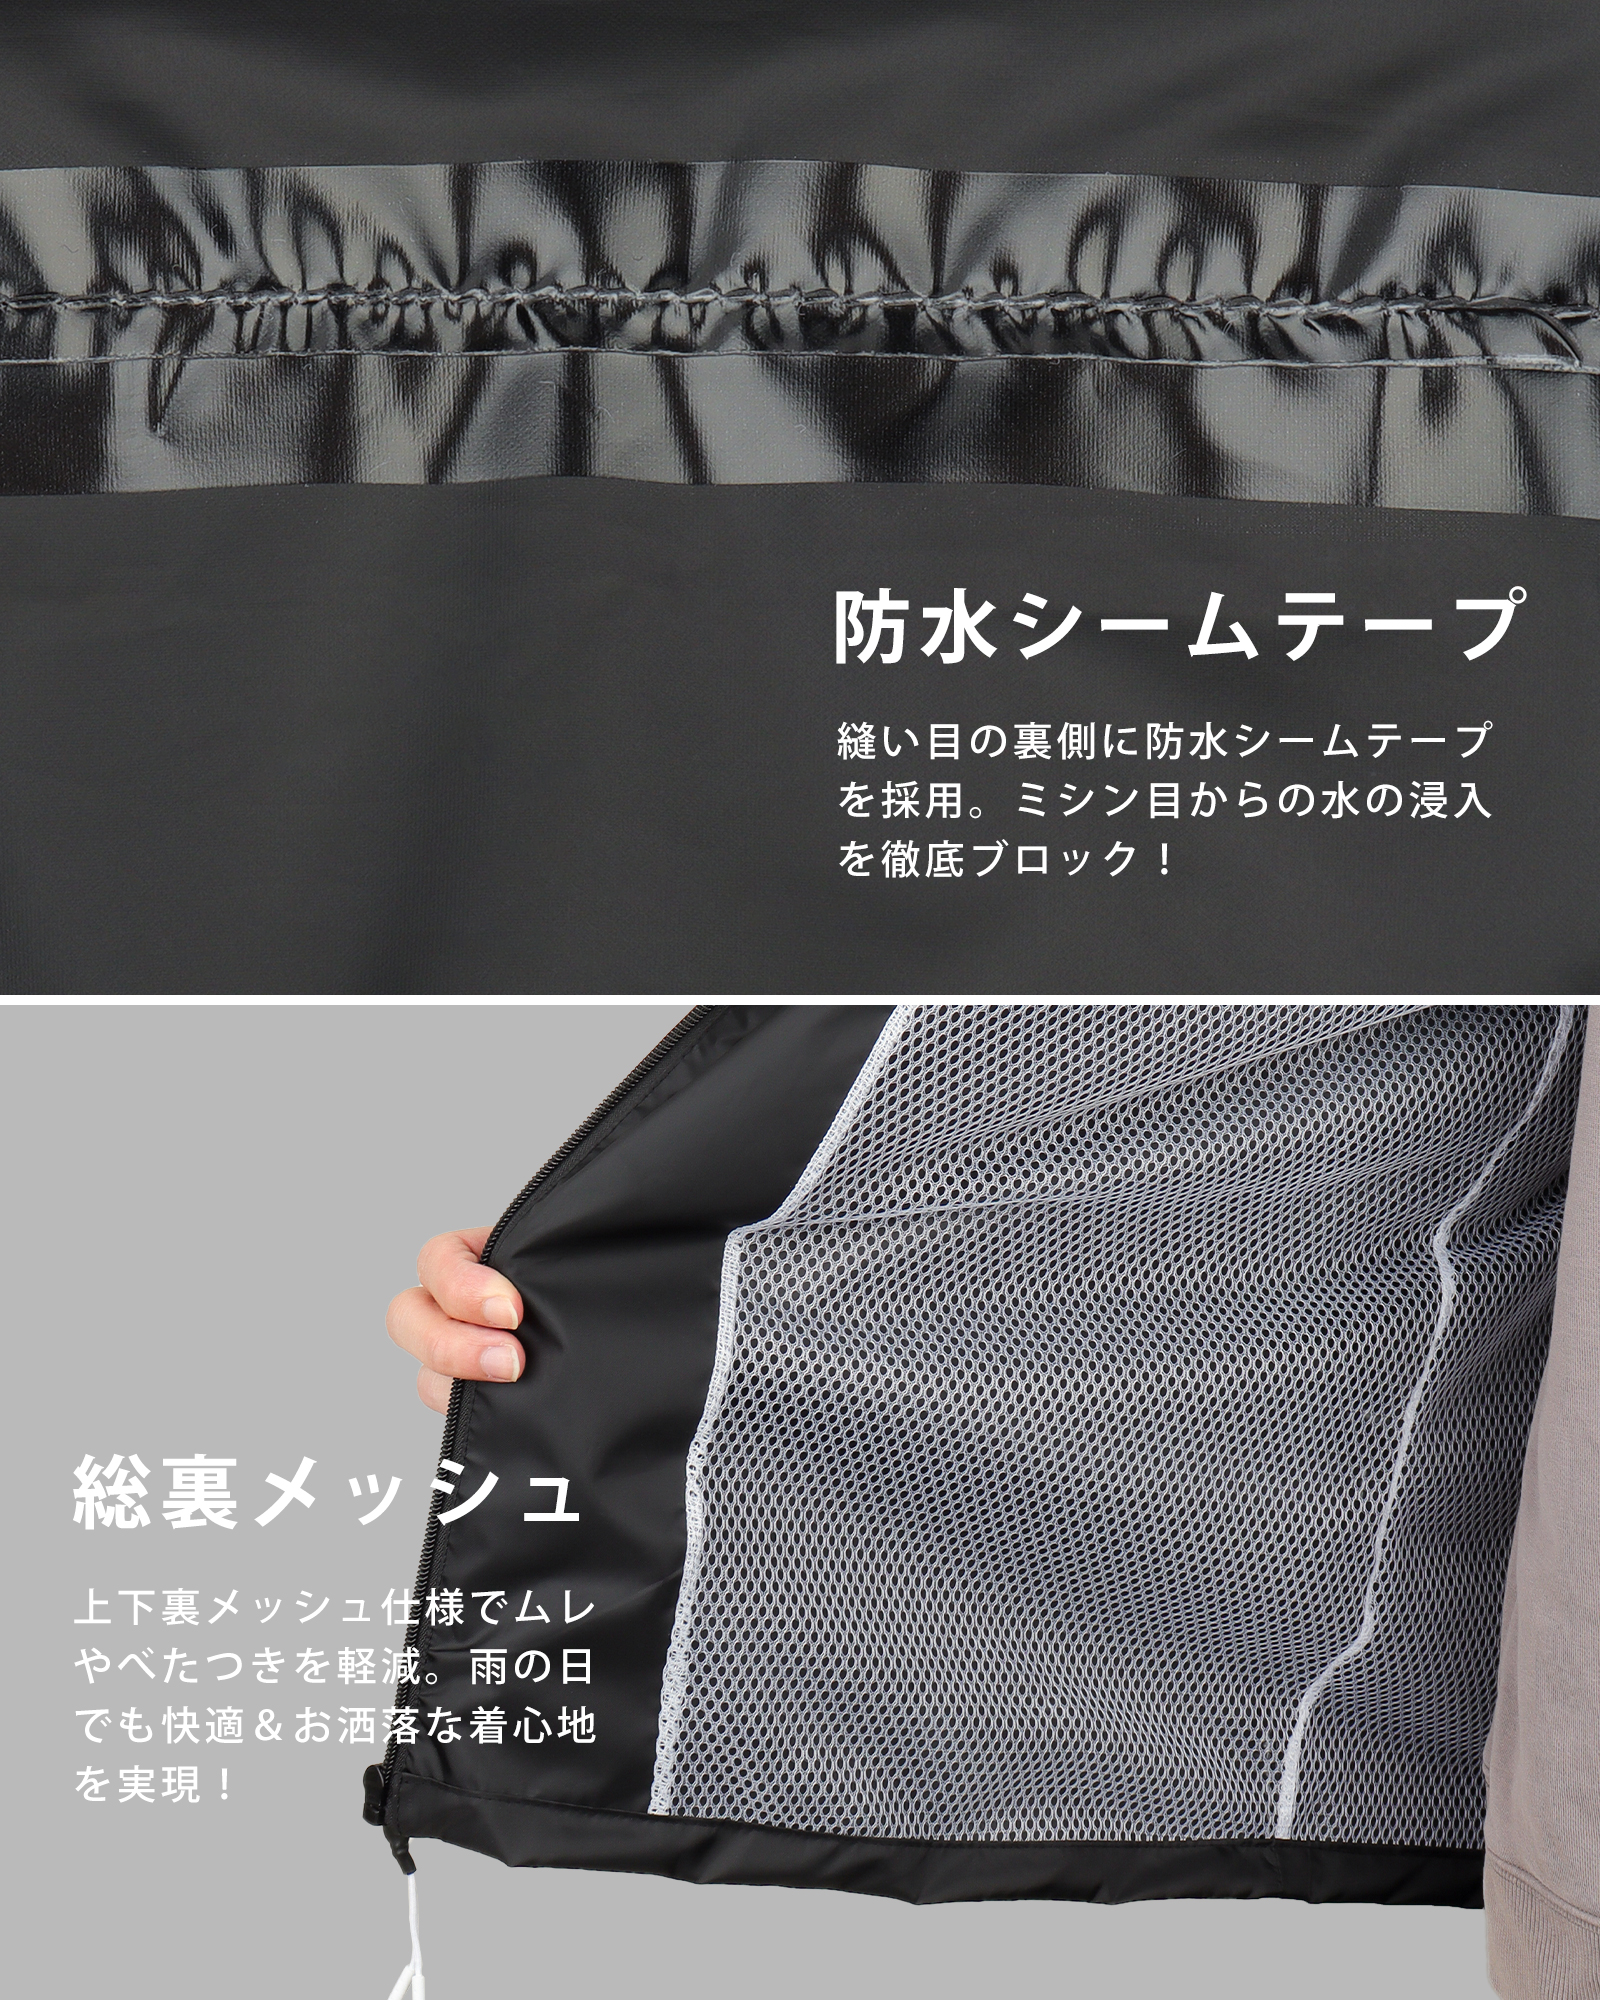 防水シームテープ
縫い目の裏側に防水シームテープ
を採用。ミシン目からの水の浸入
を徹底ブロック！
総裏メッシュ
上下裏メッシュ仕様でムレ
やべたつきを軽減。雨の日
でも快適＆お洒落な着心地
を実現！